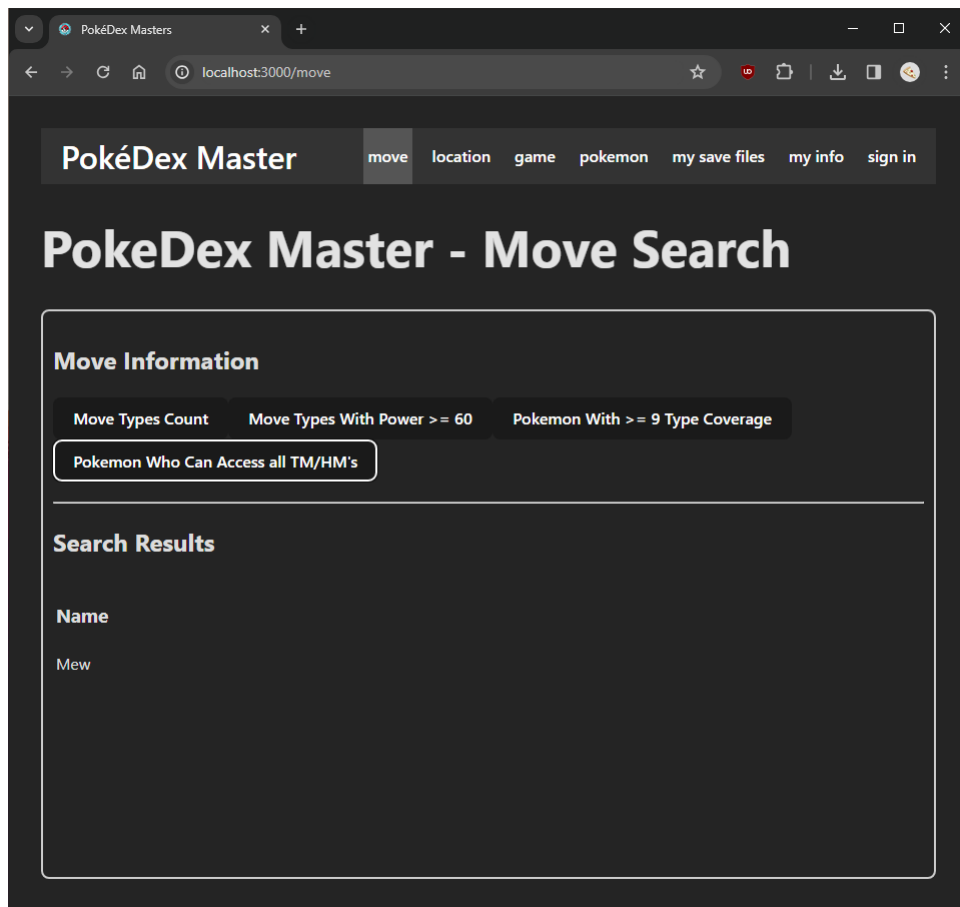 PokéDex Masters
localhost:3000/move
PokéDex Master move location game pokemon my save files my info sign in
PokeDex Master - Move Search
Move Information
Move Types Count Move Types With Power >= 60 Pokemon With >= 9 Type Coverage
Pokemon Who Can Access all TM/HM's
Search Results
Name
Mew